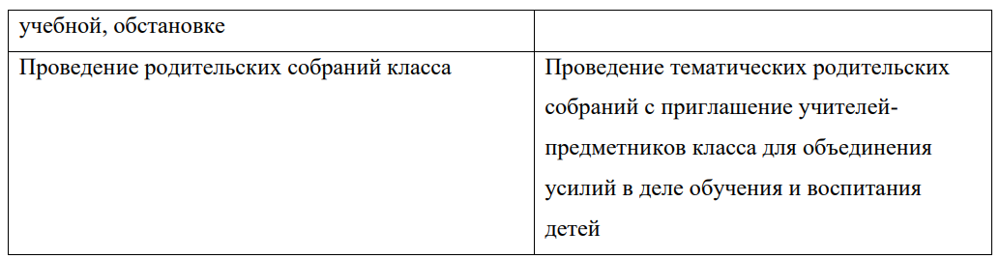 учебной, обстановке
Проведение родительских собраний класса
Проведение тематических родительских
собраний с приглашение учителей-
предметников класса для объединения
усилий в деле обучения и воспитания
детей